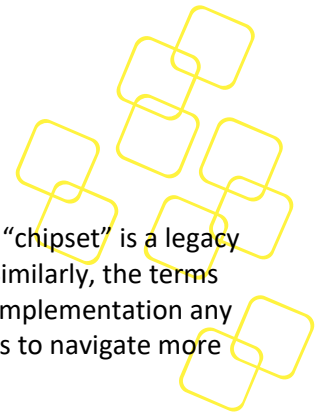 “chipset” is a legacy
imilarly, the terms
mplementation any
s to navigate more